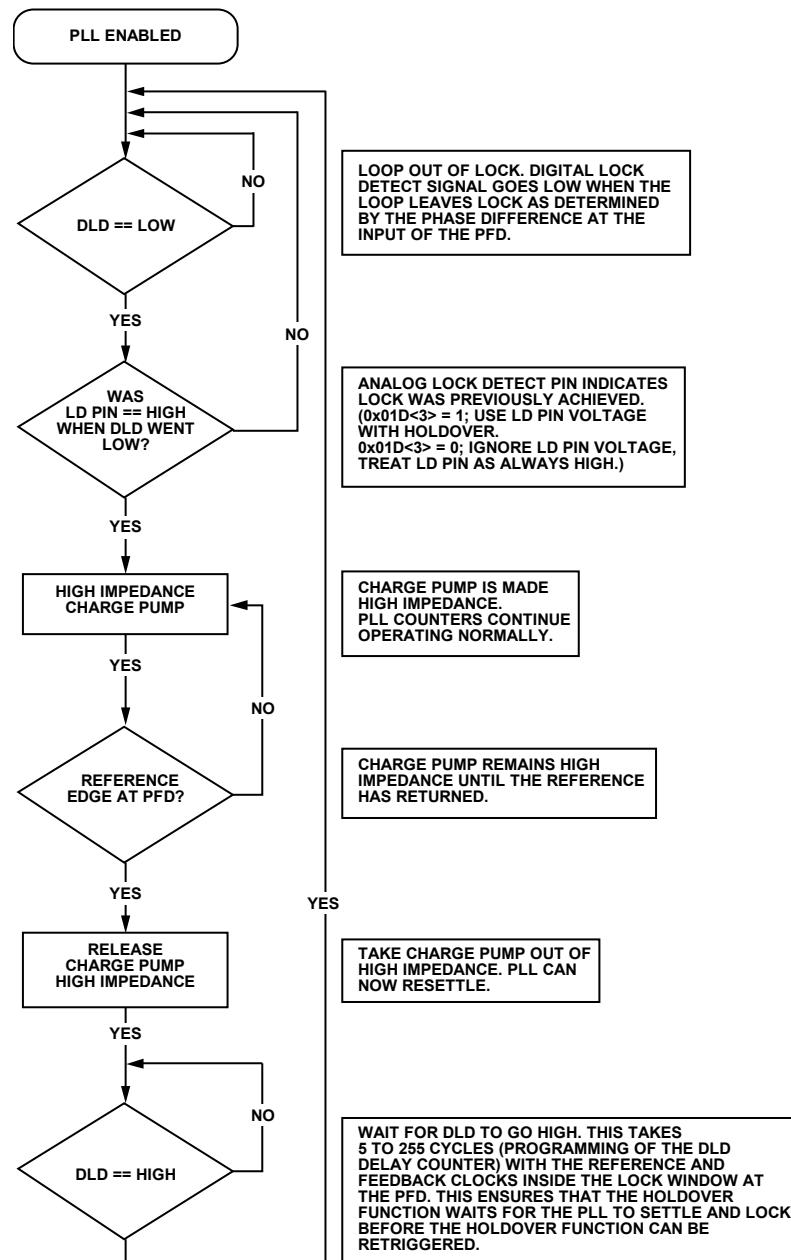 PLL ENABLED
NO
DLD == LOW
LOOP OUT OF LOCK. DIGITAL LOCK
DETECT SIGNAL GOES LOW WHEN THE
LOOP LEAVES LOCK AS DETERMINED
BY THE PHASE DIFFERENCE AT THE
INPUT OF THE PFD.
YES
NO
WAS
LD PIN == HIGH
WHEN DLD WENT
LOW?
ANALOG LOCK DETECT PIN INDICATES
LOCK WAS PREVIOUSLY ACHIEVED.
(0x01D<3> = 1; USE LD PIN VOLTAGE
WITH HOLDOVER.
0x01D<3> = 0; IGNORE LD PIN VOLTAGE,
TREAT LD PIN AS ALWAYS HIGH.)
YES
HIGH IMPEDANCE
CHARGE PUMP
CHARGE PUMP IS MADE
HIGH IMPEDANCE.
PLL COUNTERS CONTINUE
OPERATING NORMALLY.
YES
NO
REFERENCE
EDGE AT PFD?
CHARGE PUMP REMAINS HIGH
IMPEDANCE UNTIL THE REFERENCE
HAS RETURNED.
YES
YES
RELEASE
CHARGE PUMP
HIGH IMPEDANCE
TAKE CHARGE PUMP OUT OF
HIGH IMPEDANCE. PLL CAN
NOW RESETTLE.
YES
NO
DLD == HIGH
WAIT FOR DLD TO GO HIGH. THIS TAKES
5 TO 255 CYCLES (PROGRAMMING OF THE DLD
DELAY COUNTER) WITH THE REFERENCE AND
FEEDBACK CLOCKS INSIDE THE LOCK WINDOW AT
THE PFD. THIS ENSURES THAT THE HOLDOVER
FUNCTION WAITS FOR THE PLL TO SETTLE AND LOCK
BEFORE THE HOLDOVER FUNCTION CAN BE
RETRIGGERED.